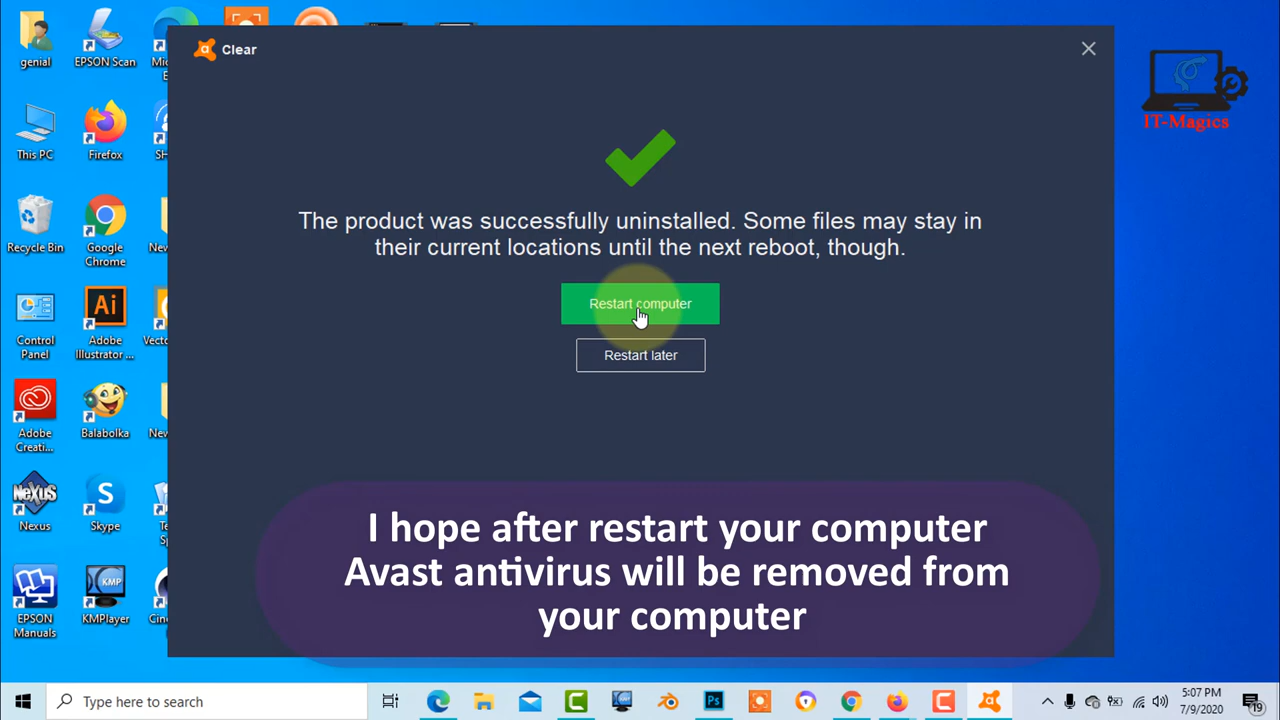 Clear
The product was successfully uninstalled. Some files may stay in
their current locations until the next reboot, though.
Restart computer
Restart later
I hope after restart your computer
Avast antivirus will be removed from
your computer
IT-Magics
genial
EPSON Scan
This PC
Firefox
Recycle Bin
Google
Chrome
Control
Panel
Adobe
Illustrator ...
Adobe
Creati...
Balabolka
Nexus
Skype
EPSON
Manuals
KMPlayer
Type here to search
5:07 PM
7/9/2020
19